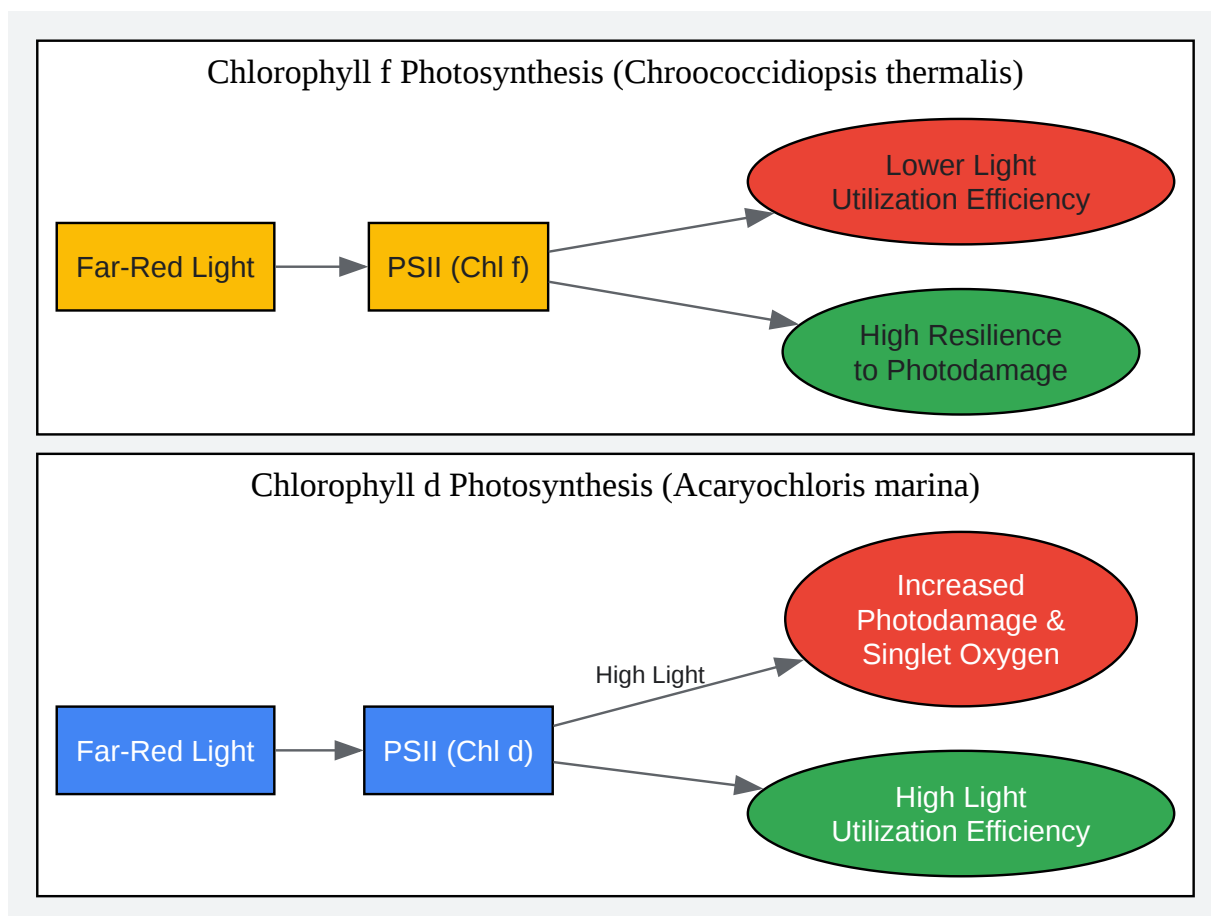 Chlorophyll f Photosynthesis (Chroococcidiopsis thermalis)
Far-Red Light
PSII (Chl f)
Lower Light
Utilization Efficiency
High Resilience
to Photodamage
Chlorophyll d Photosynthesis (Acaryochloris marina)
Far-Red Light
PSII (Chl d)
High Light
Increased
Photodamage &
Singlet Oxygen
High Light
Utilization Efficiency